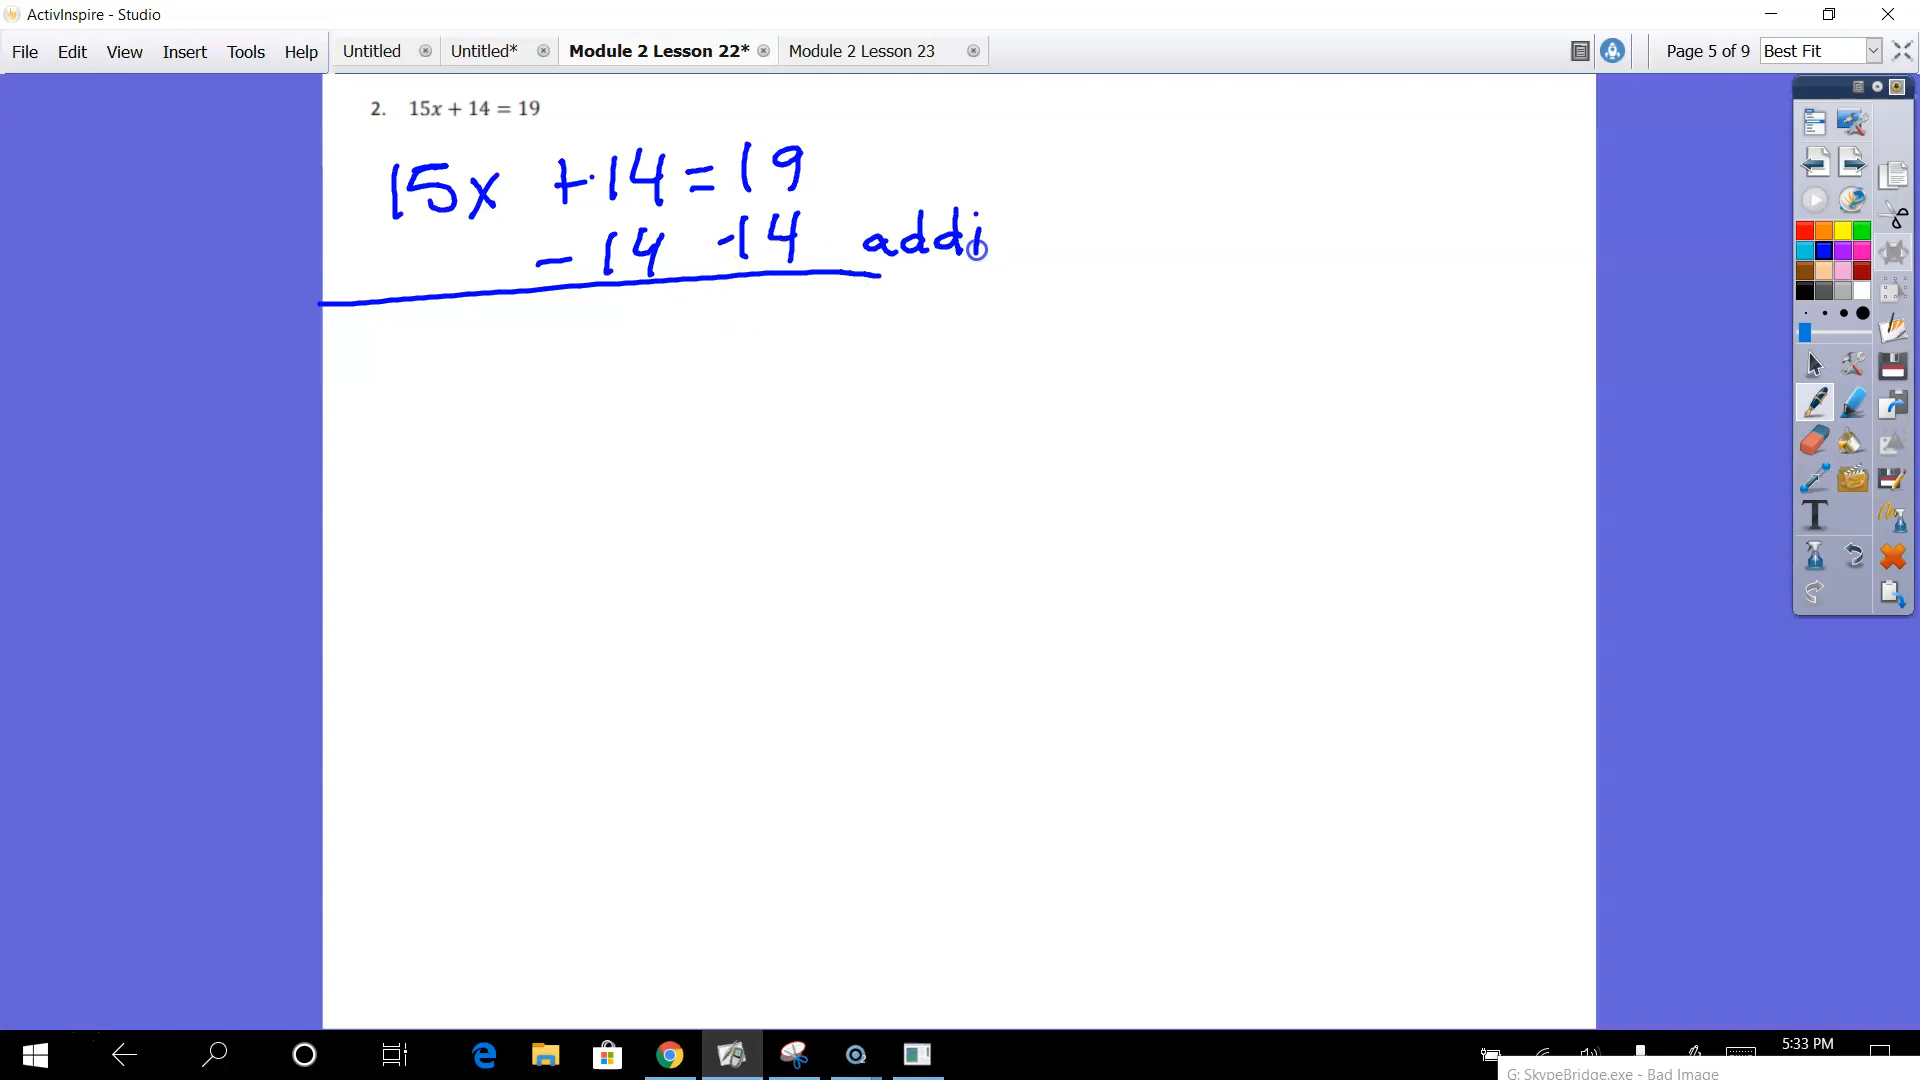 ActivInspire - Studio
File Edit View Insert Tools Help Untitled Untitled* Module 2 Lesson 22* Module 2 Lesson 23 Page 5 of 9 Best Fit
2. 15x + 14 = 19
15x + 14 = 19
- 14 -14 addi
T
5:33 PM
G: SkypeBridge.exe - Bad Image